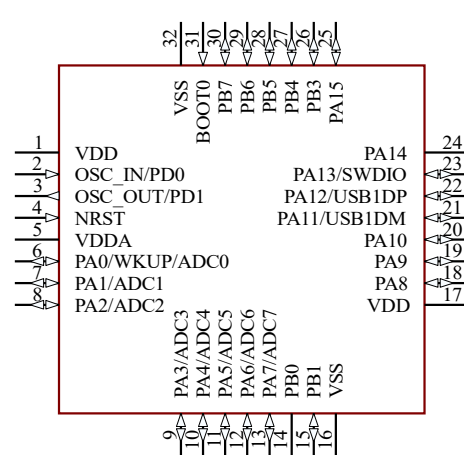 32
31
30
29
28
27
26
25
VSS
BOOT0
PB7
PB6
PB5
PB4
PB3
PA15
1 VDD
2 OSC_IN/PD0
3 OSC_OUT/PD1
4 NRST
5 VDDA
6 PA0/WKUP/ADC0
7 PA1/ADC1
8 PA2/ADC2
PA14 24
PA13/SWDIO 23
PA12/USB1DP 22
PA11/USB1DM 21
PA10 20
PA9 19
PA8 18
VDD 17
PA3/ADC3
PA4/ADC4
PA5/ADC5
PA6/ADC6
PA7/ADC7
PB0
PB1
VSS
9
10
11
12
13
14
15
16